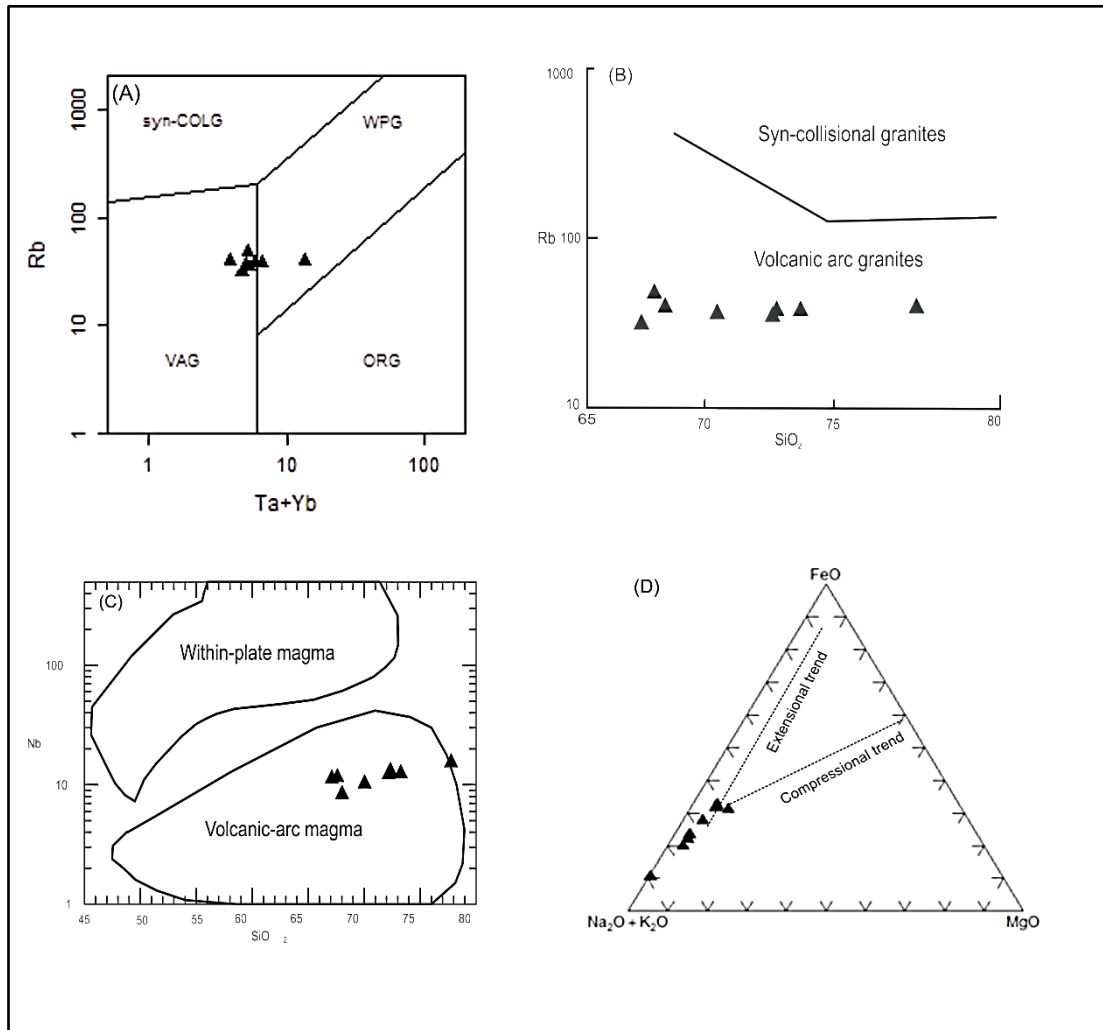 (A)
syn-COLG
WPG
VAG
ORG
Rb
1000
100
10
1
1
10
100
Ta+Yb
(B)
1000
Syn-collisional granites
Rb 100
Volcanic arc granites
10
65
70
75
80
SiO2
(C)
Within-plate magma
100
Nb
10
Volcanic-arc magma
1
45
50
55
60
65
70
75
80
SiO 2
(D)
FeO
Extensional trend
Compressional trend
Na2O + K2O
MgO